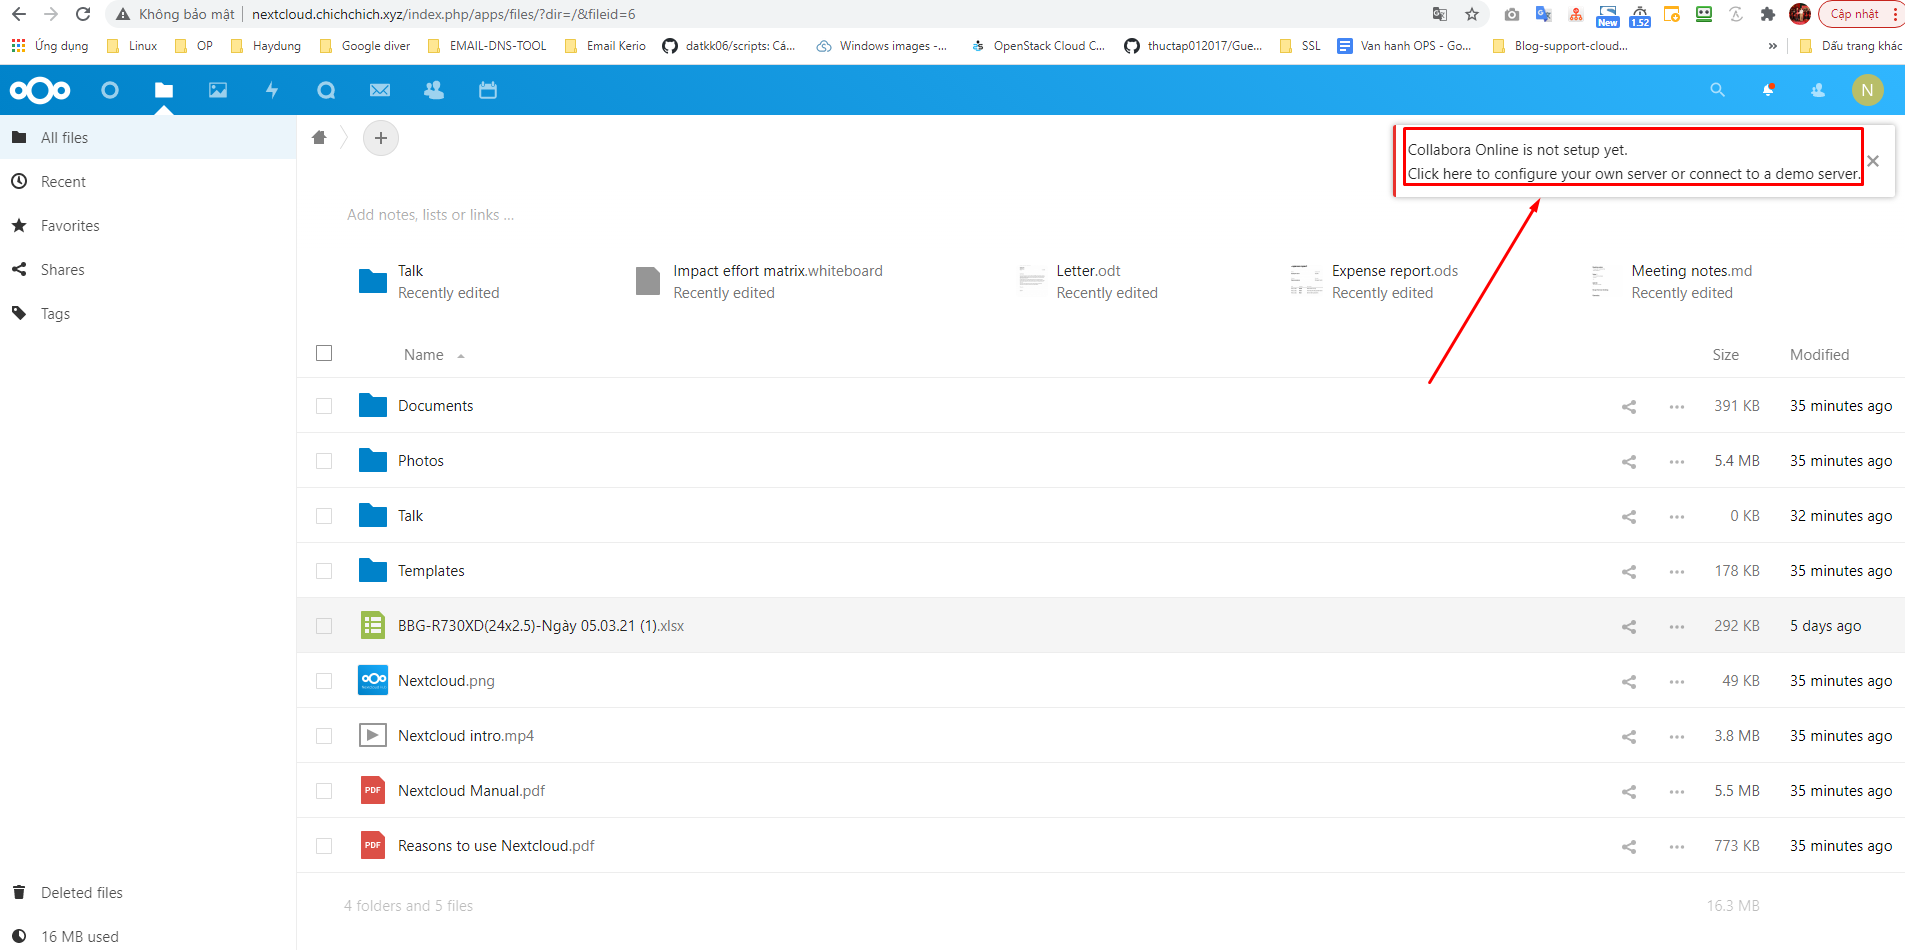 Không bảo mật | nextcloud.chichchich.xyz/index.php/apps/files/?dir=/&fileid=6
New
1.52
Cập nhật
Ứng dụng
Linux
OP
Haydung
Google diver
EMAIL-DNS-TOOL
Email Kerio
datkk06/scripts: Cá...
Windows images -...
OpenStack Cloud C...
thuctap012017/Gue...
SSL
Van hanh OPS - Go...
Blog-support-cloud...
»
Dấu trang khác
N
All files
Recent
Favorites
Shares
Tags
Collabora Online is not setup yet.
Click here to configure your own server or connect to a demo server.
Add notes, lists or links ...
Talk
Recently edited
Impact effort matrix.whiteboard
Recently edited
Letter.odt
Recently edited
Expense report.ods
Recently edited
Meeting notes.md
Recently edited
Name Size Modified
Documents 391 KB 35 minutes ago
Photos 5.4 MB 35 minutes ago
Talk 0 KB 32 minutes ago
Templates 178 KB 35 minutes ago
BBG-R730XD(24x2.5)-Ngày 05.03.21 (1).xlsx 292 KB 5 days ago
Nextcloud.png 49 KB 35 minutes ago
Nextcloud intro.mp4 3.8 MB 35 minutes ago
PDF Nextcloud Manual.pdf 5.5 MB 35 minutes ago
PDF Reasons to use Nextcloud.pdf 773 KB 35 minutes ago
4 folders and 5 files 16.3 MB
Deleted files
16 MB used